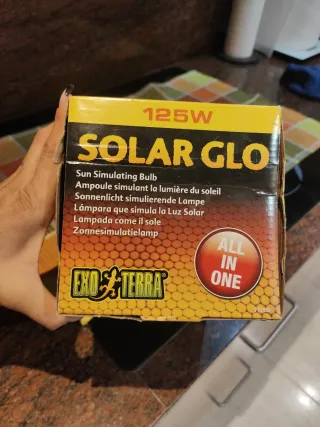 125W
SOLAR GLO
Sun Simulating Bulb
Ampoule simulant la lumière du soleil
Sonnenlicht simulierende Lampe
Lámpara que simula la Luz Solar
Lampada come il sole
Zonnesimulatielamp
ALL
IN
ONE
EXO TERRA